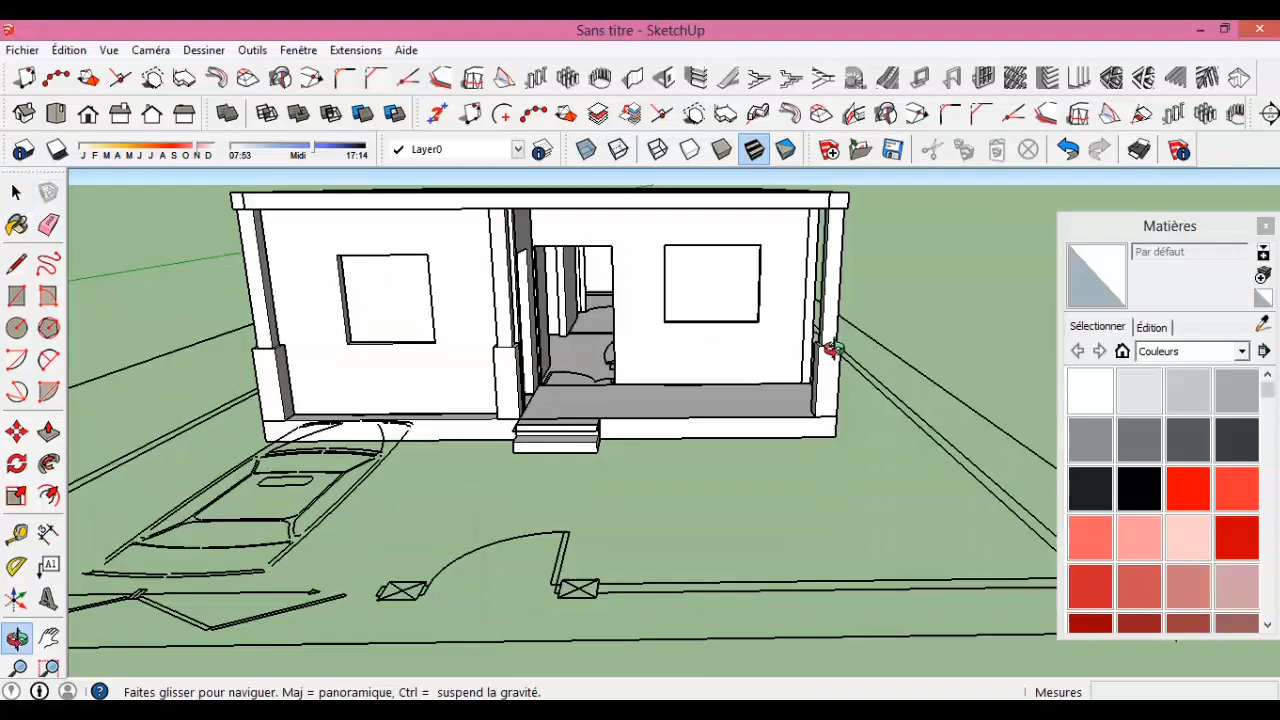 Sans titre - SketchUp
Fichier Édition Vue Caméra Dessiner Outils Fenêtre Extensions Aide
J F M A M J J A S O N D 07:53 Midi 17:14 Layer0
Matières
Par défaut
Sélectionner Édition
Couleurs
A1
Faites glisser pour naviguer. Maj = panoramique, Ctrl = suspend la gravité. Mesures